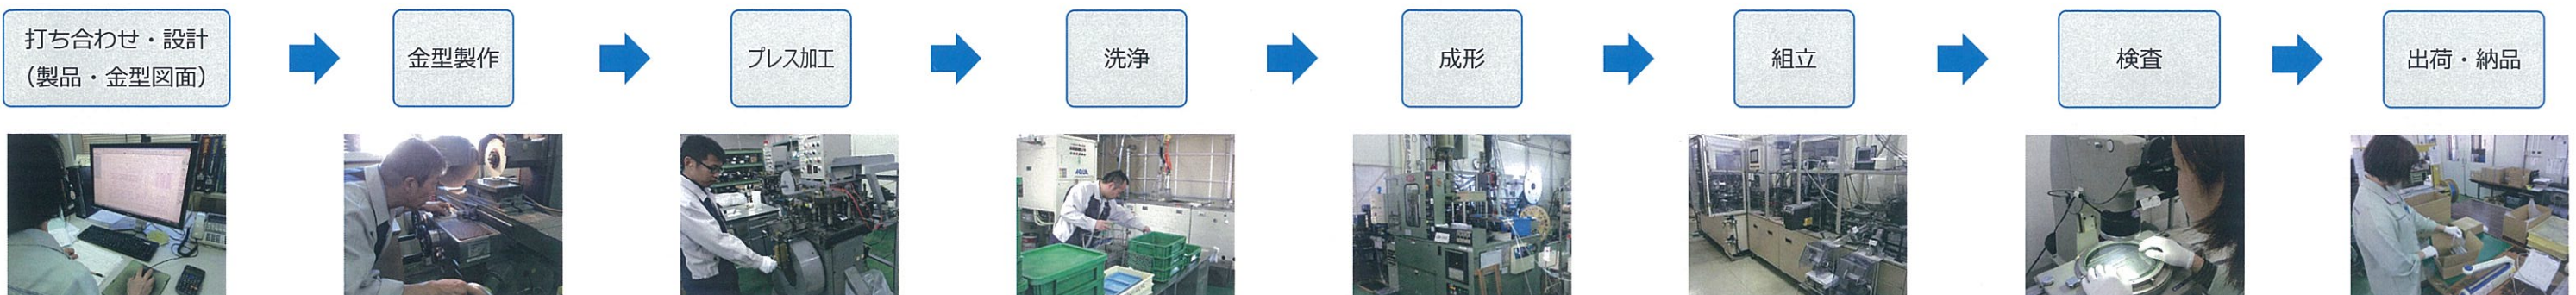 打ち合わせ・設計
（製品・金型図面）
金型製作
プレス加工
洗浄
成形
組立
検査
出荷・納品
AQUA